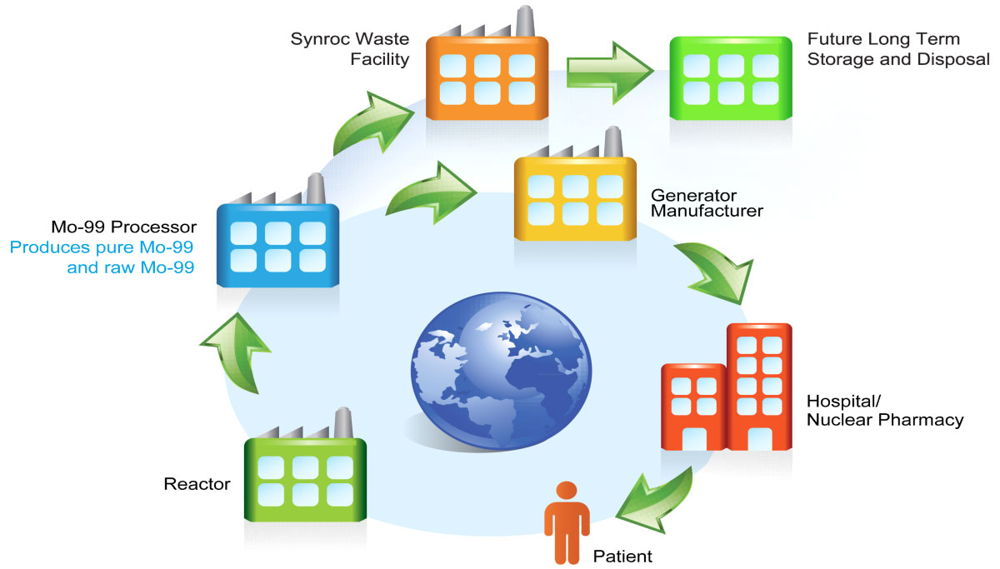 Synroc Waste
Facility
Future Long Term
Storage and Disposal
Generator
Manufacturer
Mo-99 Processor
Produces pure Mo-99
and raw Mo-99
Hospital/
Nuclear Pharmacy
Reactor
Patient